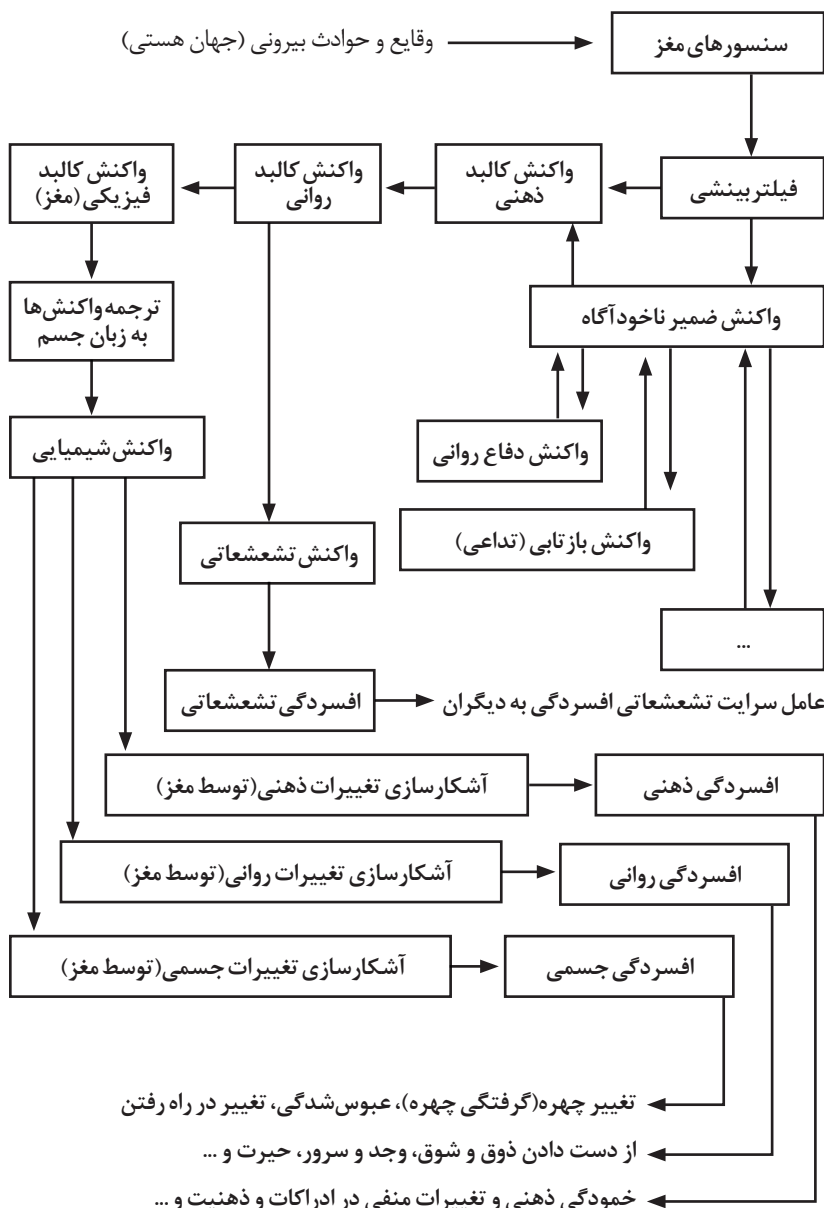 وقایع و حوادث بیرونی (جهان هستی)
سنسورهای مغز
فیلتر بینشی
واکنش کالبد
ذهنی
واکنش کالبد
روانی
واکنش کالبد
فیزیکی (مغز)
واکنش ضمیر ناخودآگاه
ترجمه واکنش‌ها
به زبان جسم
واکنش دفاع روانی
واکنش شیمیایی
واکنش بازتابی (تداعی)
واکنش تشعشعاتی
...
افسردگی تشعشعاتی
عامل سرایت تشعشعاتی افسردگی به دیگران
آشکارسازی تغییرات ذهنی (توسط مغز)
افسردگی ذهنی
آشکارسازی تغییرات روانی (توسط مغز)
افسردگی روانی
آشکارسازی تغییرات جسمی (توسط مغز)
افسردگی جسمی
تغییر چهره (گرفتگی چهره)، عبوس‌شدگی، تغییر در راه رفتن
از دست دادن ذوق و شوق، وجد و سرور، حیرت و ...
خمودگی ذهنی و تغییرات منفی در ادراکات و ذهنیت و ...